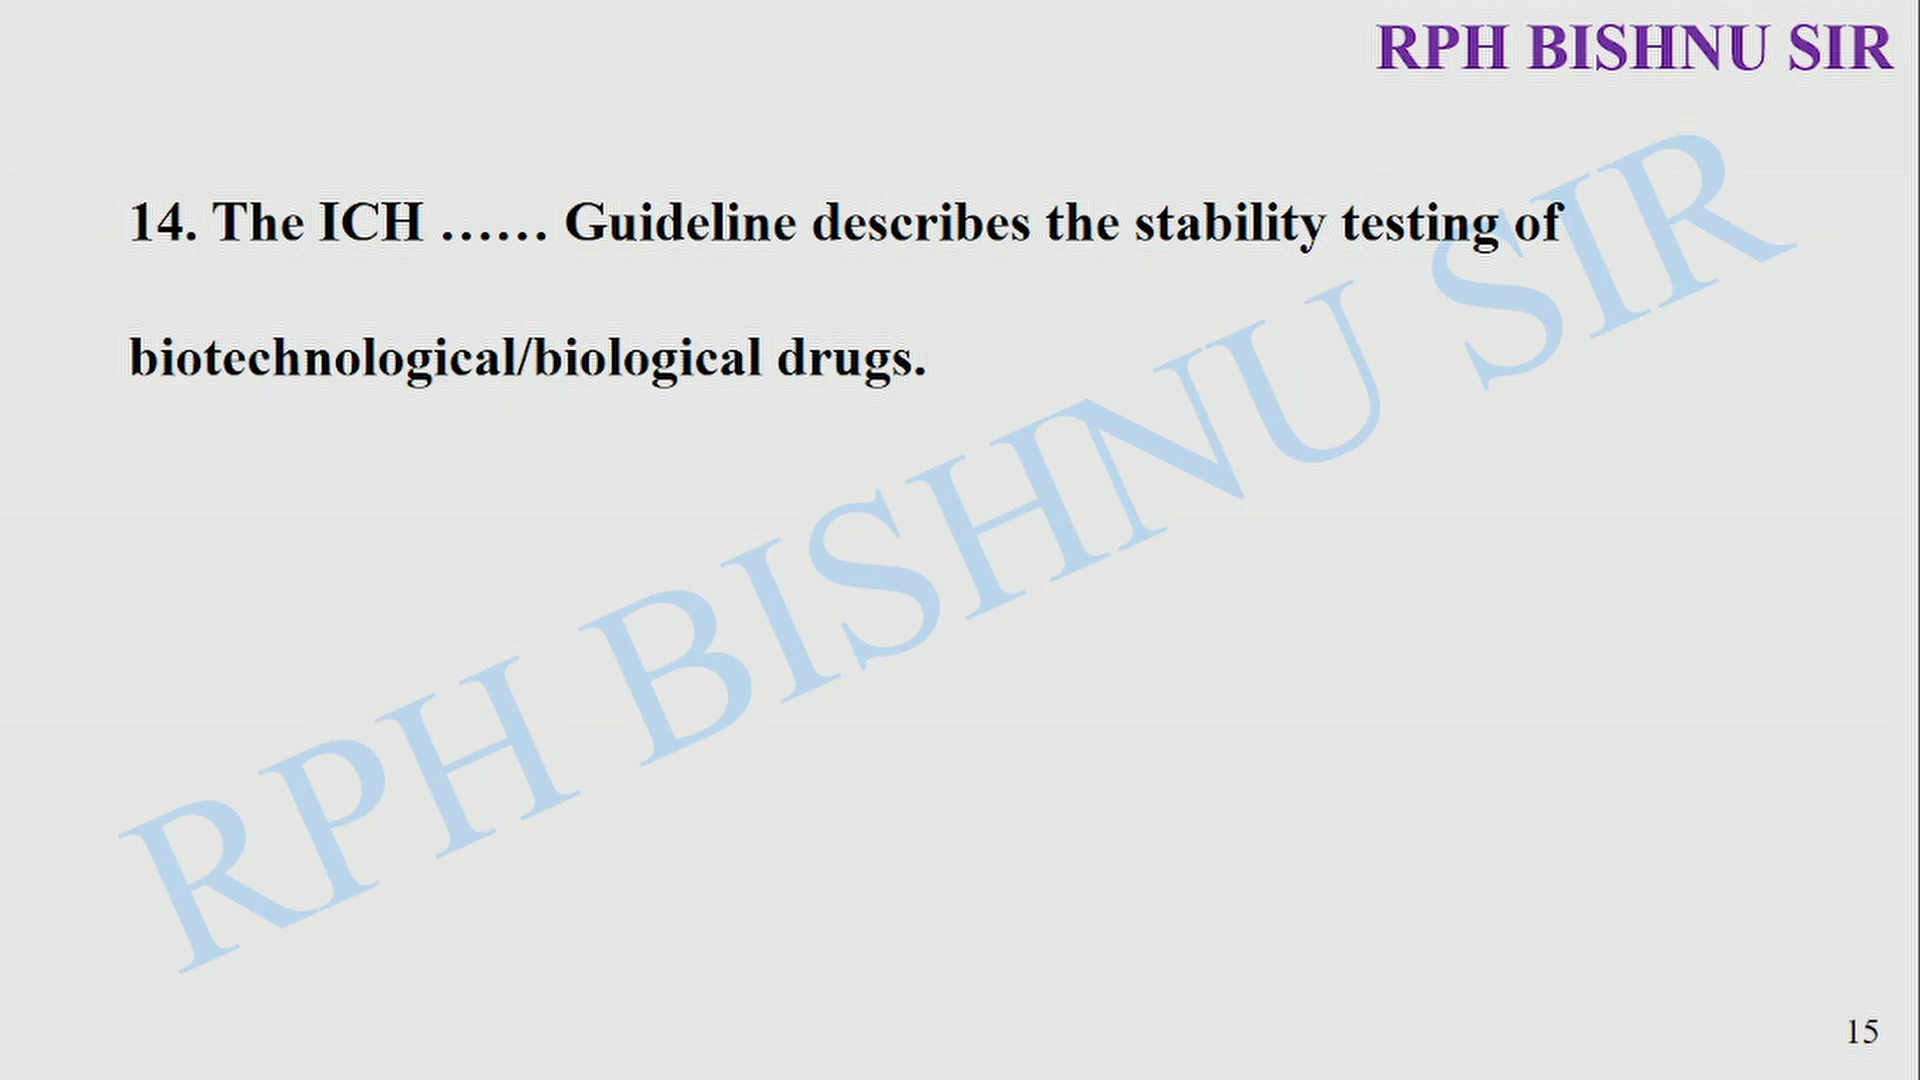 RPH BISHNU SIR
14. The ICH …… Guideline describes the stability testing of
biotechnological/biological drugs.
RPH BISHNU SIR
15